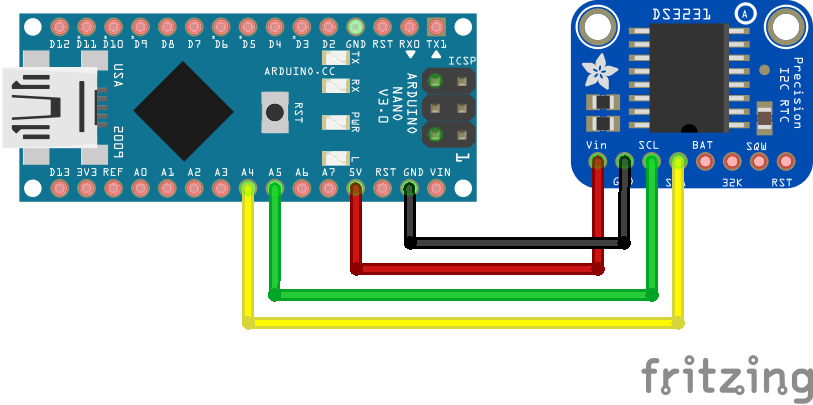 D12 D11 D10 D9 D8 D7 D6 D5 D4 D3 D2 GND RST RX0 TX1
TX
RX
PWR
L
ICSP
ARDUINO.CC
RST
ARDUINO
NANO
V3.0
USA
2009
1
D13 3V3 REF A0 A1 A2 A3 A4 A5 A6 A7 5V RST GND VIN
DS3231
A
Precision
I2C RTC
Vin SCL BAT SQW
32K RST
fritzing